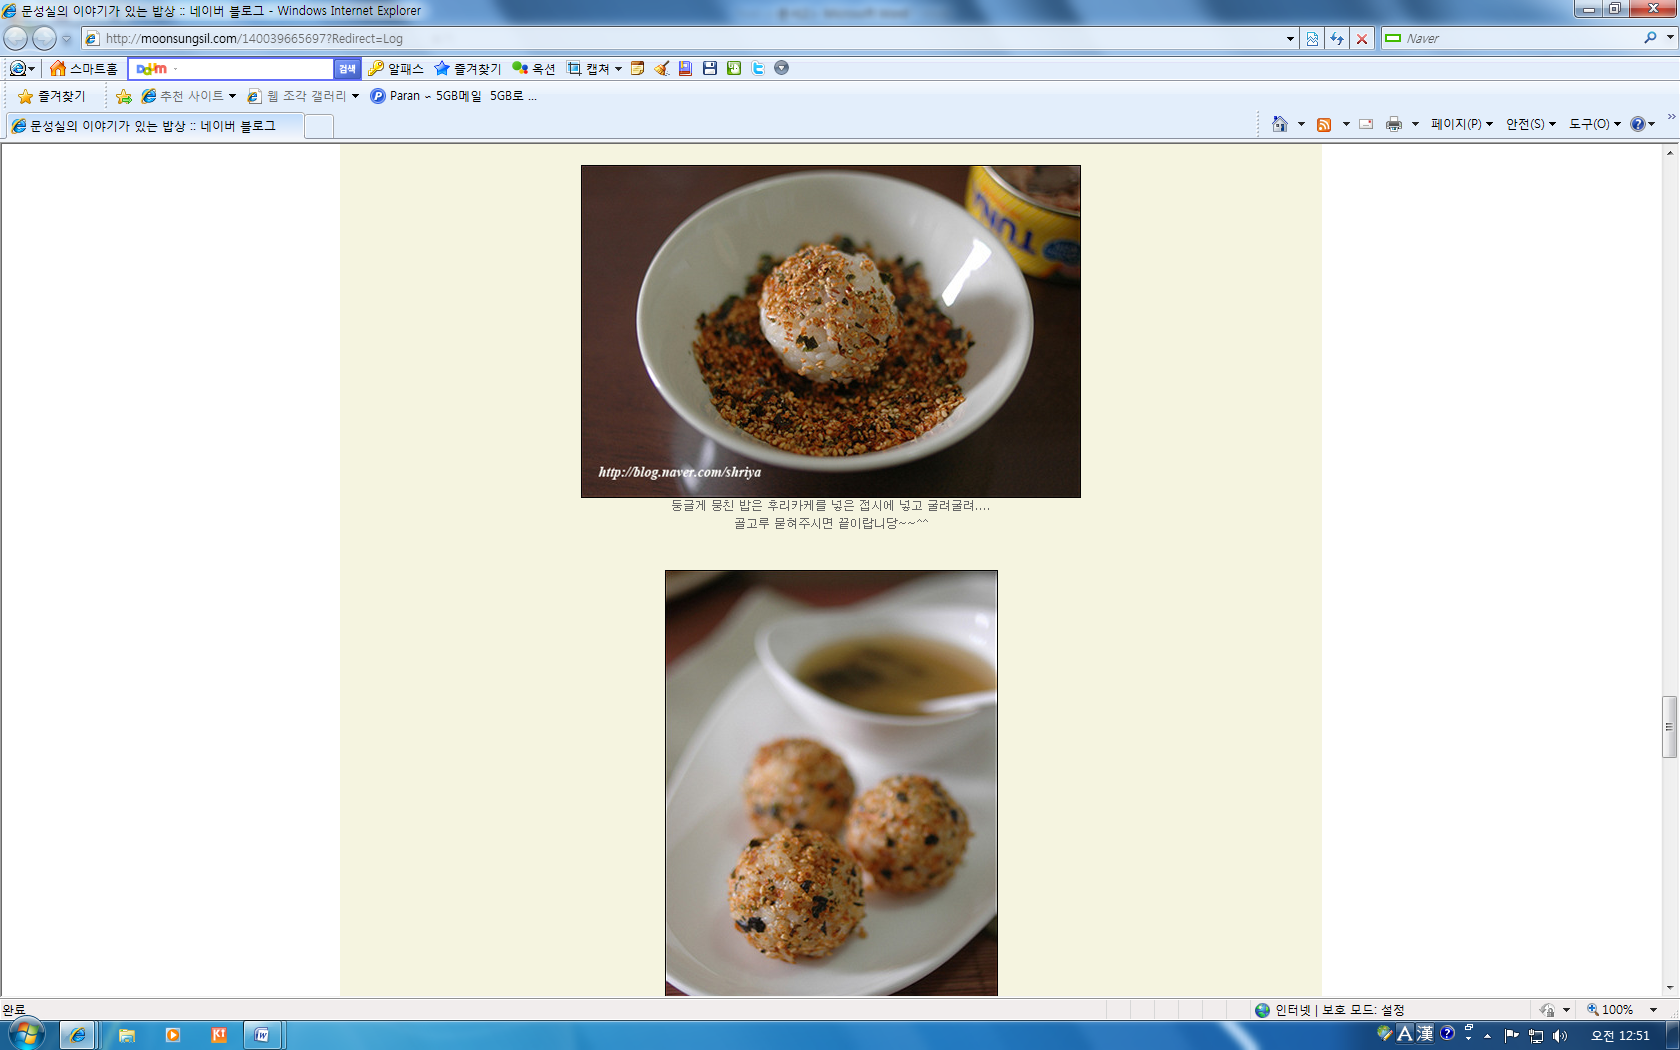 문성실의 이야기가 있는 밥상 :: 네이버 블로그 - Windows Internet Explorer
http://moonsungsil.com/140039665697?Redirect=Log
Naver
스마트홈
Daum
검색
알패스
즐겨찾기
옥션
캡쳐
즐겨찾기
추천 사이트
웹 조각 갤러리
Paran - 5GB메일 5GB로 ...
문성실의 이야기가 있는 밥상 :: 네이버 블로그
페이지(P)
안전(S)
도구(O)
TUNA
http://blog.naver.com/shriya
둥글게 뭉친 밥은 후리카케를 넣은 접시에 넣고 굴려굴려....
골고루 묻혀주시면 끝이랍니당~~^^
완료
인터넷 | 보호 모드: 설정
100%
A 漢
오전 12:51